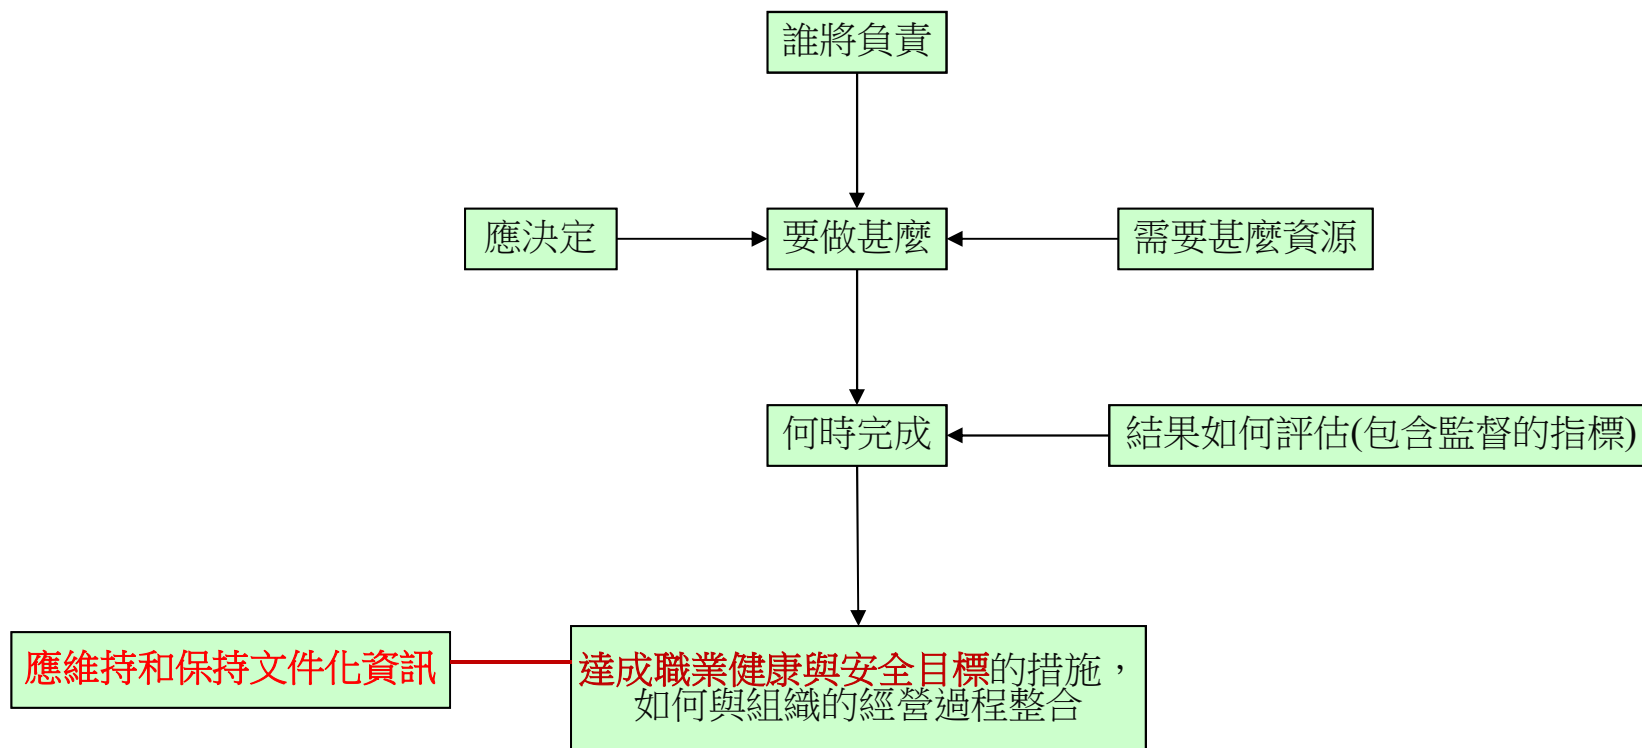 誰將負責
應決定
要做甚麼
需要甚麼資源
何時完成
結果如何評估(包含監督的指標)
應維持和保持文件化資訊
達成職業健康與安全目標的措施，
如何與組織的經營過程整合